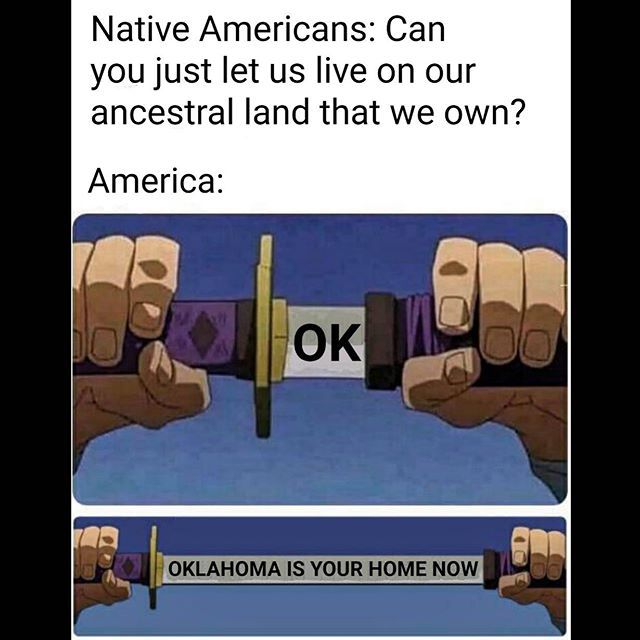 Native Americans: Can
you just let us live on our
ancestral land that we own?
America:
OK
OKLAHOMA IS YOUR HOME NOW